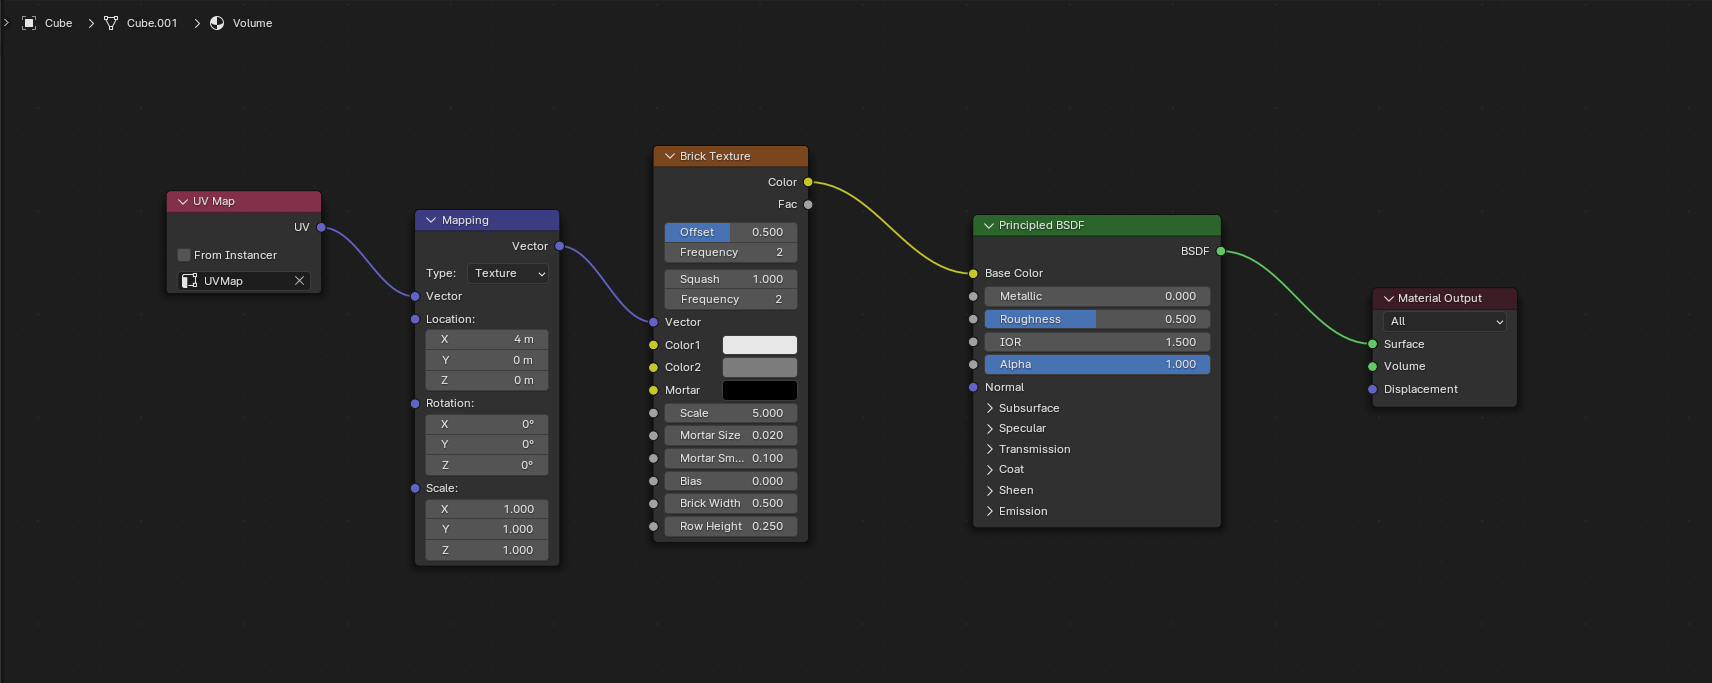 Cube Cube.001 Volume
UV Map
UV
From Instancer
UVMap
Mapping
Vector
Type: Texture
Vector
Location:
X 4 m
Y 0 m
Z 0 m
Rotation:
X 0°
Y 0°
Z 0°
Scale:
X 1.000
Y 1.000
Z 1.000
Brick Texture
Color
Fac
Offset 0.500
Frequency 2
Squash 1.000
Frequency 2
Vector
Color1
Color2
Mortar
Scale 5.000
Mortar Size 0.020
Mortar Sm... 0.100
Bias 0.000
Brick Width 0.500
Row Height 0.250
Principled BSDF
BSDF
Base Color
Metallic 0.000
Roughness 0.500
IOR 1.500
Alpha 1.000
Normal
Subsurface
Specular
Transmission
Coat
Sheen
Emission
Material Output
All
Surface
Volume
Displacement